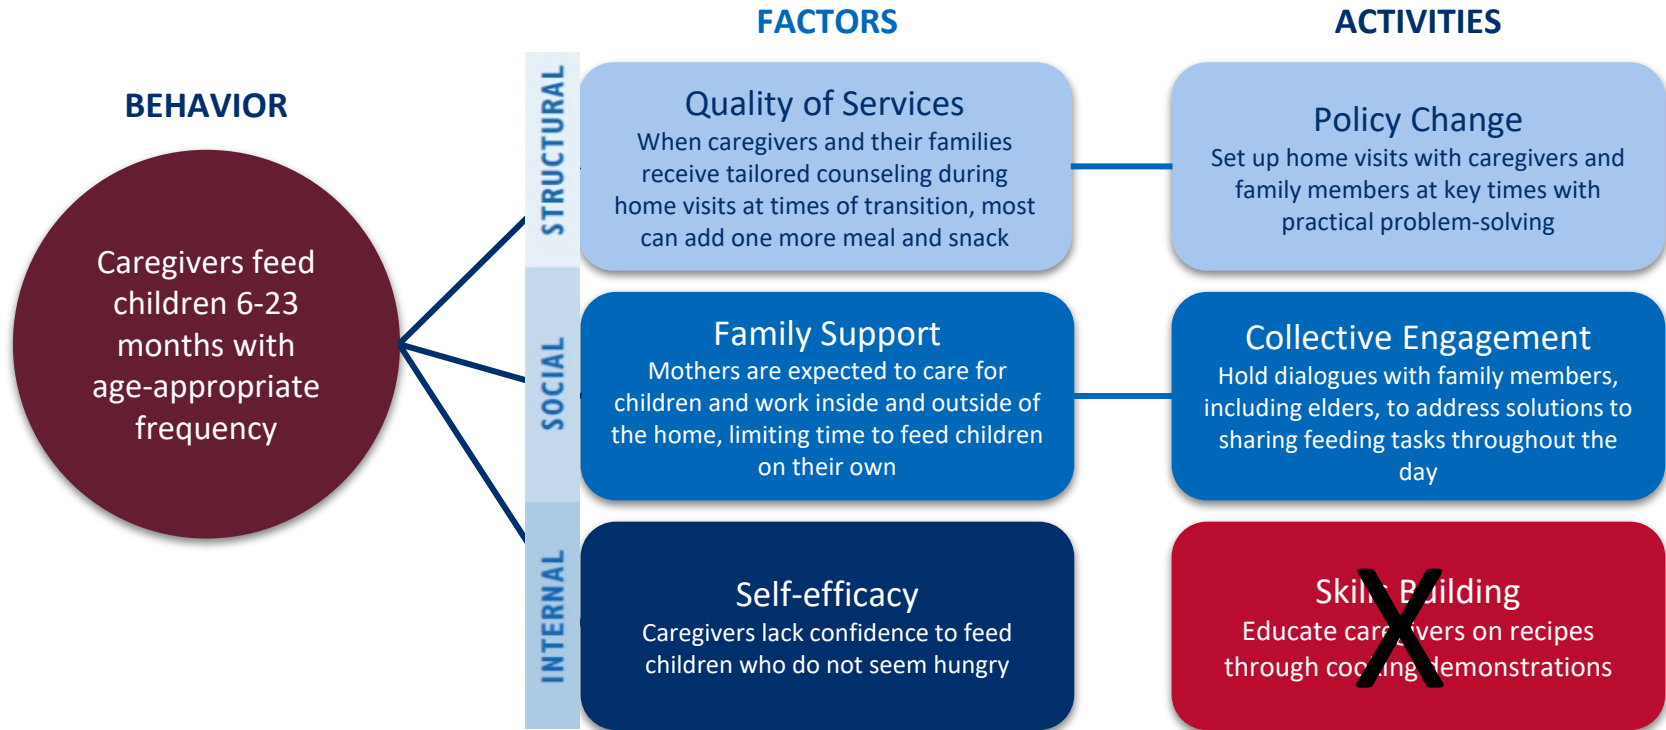 FACTORS
ACTIVITIES
BEHAVIOR
Caregivers feed
children 6-23
months with
age-appropriate
frequency
STRUCTURAL
Quality of Services
When caregivers and their families
receive tailored counseling during
home visits at times of transition, most
can add one more meal and snack
Policy Change
Set up home visits with caregivers and
family members at key times with
practical problem-solving
SOCIAL
Family Support
Mothers are expected to care for
children and work inside and outside of
the home, limiting time to feed children
on their own
Collective Engagement
Hold dialogues with family members,
including elders, to address solutions to
sharing feeding tasks throughout the
day
INTERNAL
Self-efficacy
Caregivers lack confidence to feed
children who do not seem hungry
Skills Building
Educate caregivers on recipes
through cooking demonstrations
X